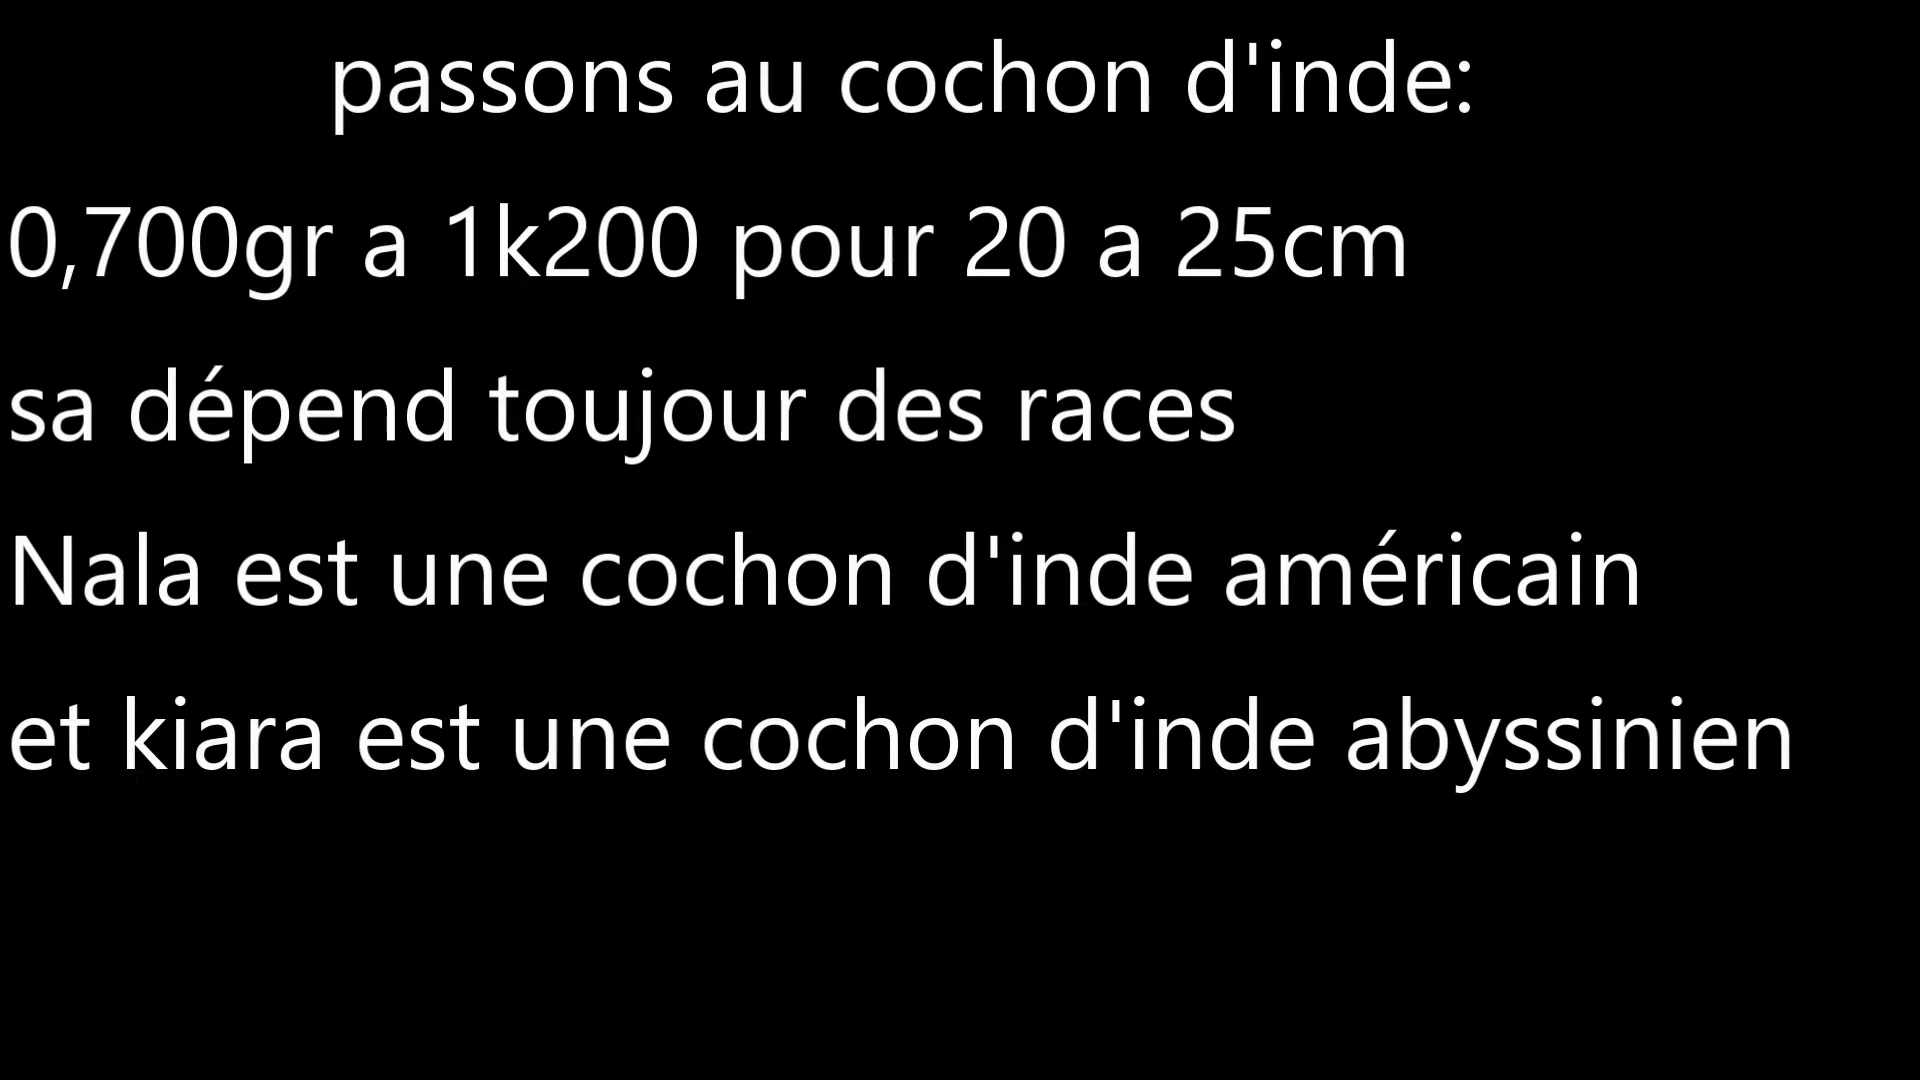 passons au cochon d'inde:
0,700gr a 1k200 pour 20 a 25cm
sa dépend toujour des races
Nala est une cochon d'inde américain
et kiara est une cochon d'inde abyssinien